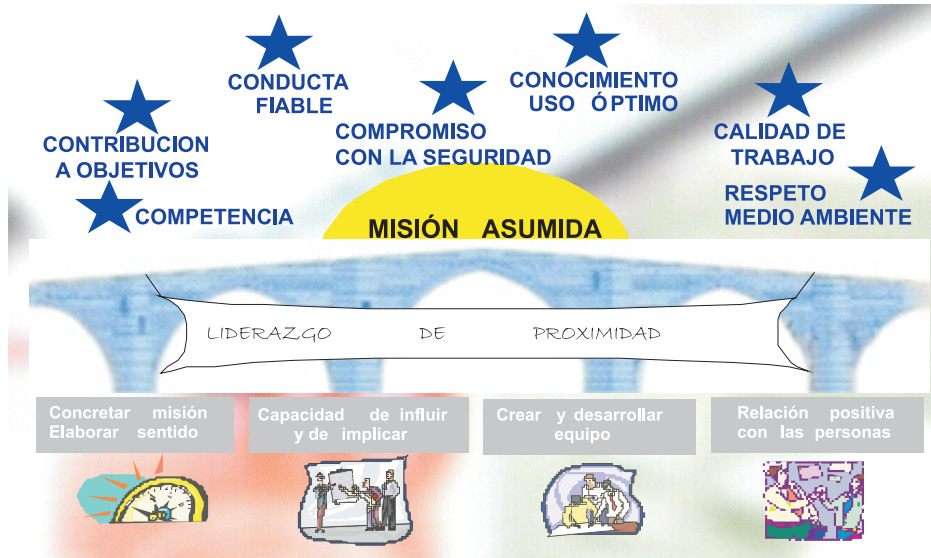 CONDUCTA
FIABLE
CONOCIMIENTO
USO ÓPTIMO
CONTRIBUCION
A OBJETIVOS
COMPROMISO
CON LA SEGURIDAD
CALIDAD DE
TRABAJO
COMPETENCIA
RESPETO
MEDIO AMBIENTE
MISIÓN ASUMIDA
LIDERAZGO DE PROXIMIDAD
Concretar misión
Elaborar sentido
Capacidad de influir
y de implicar
Crear y desarrollar
equipo
Relación positiva
con las personas